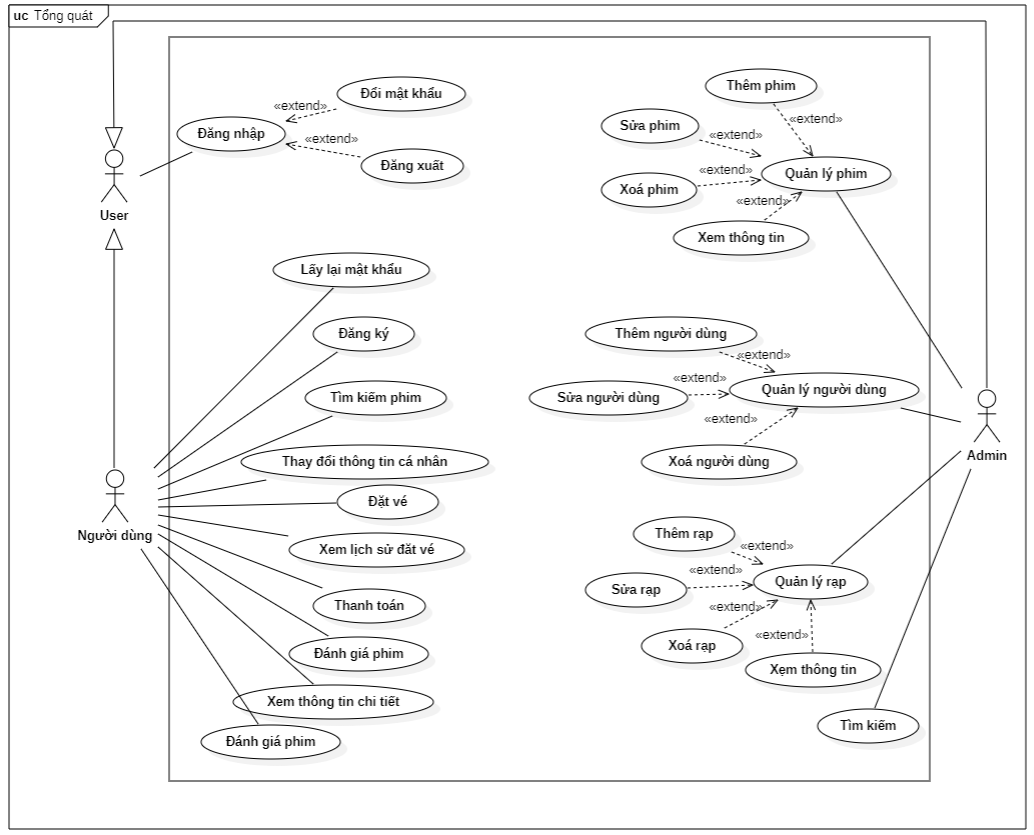 uc Tổng quát
Đổi mật khẩu
«extend»
Đăng nhập
«extend»
Đăng xuất
User
Lấy lại mật khẩu
Đăng ký
Tìm kiếm phim
Thay đổi thông tin cá nhân
Đặt vé
Người dùng
Xem lịch sử đăt vé
Thanh toán
Đánh giá phim
Xem thông tin chi tiết
Đánh giá phim
Thêm phim
«extend»
Sửa phim
«extend»
Quản lý phim
«extend»
Xoá phim
«extend»
Xem thông tin
Thêm người dùng
«extend»
«extend»
Quản lý người dùng
Sửa người dùng
«extend»
Xoá người dùng
Admin
Thêm rạp
«extend»
«extend»
Quản lý rạp
Sửa rạp
«extend»
Xoá rạp
«extend»
Xẹm thông tin
Tìm kiếm